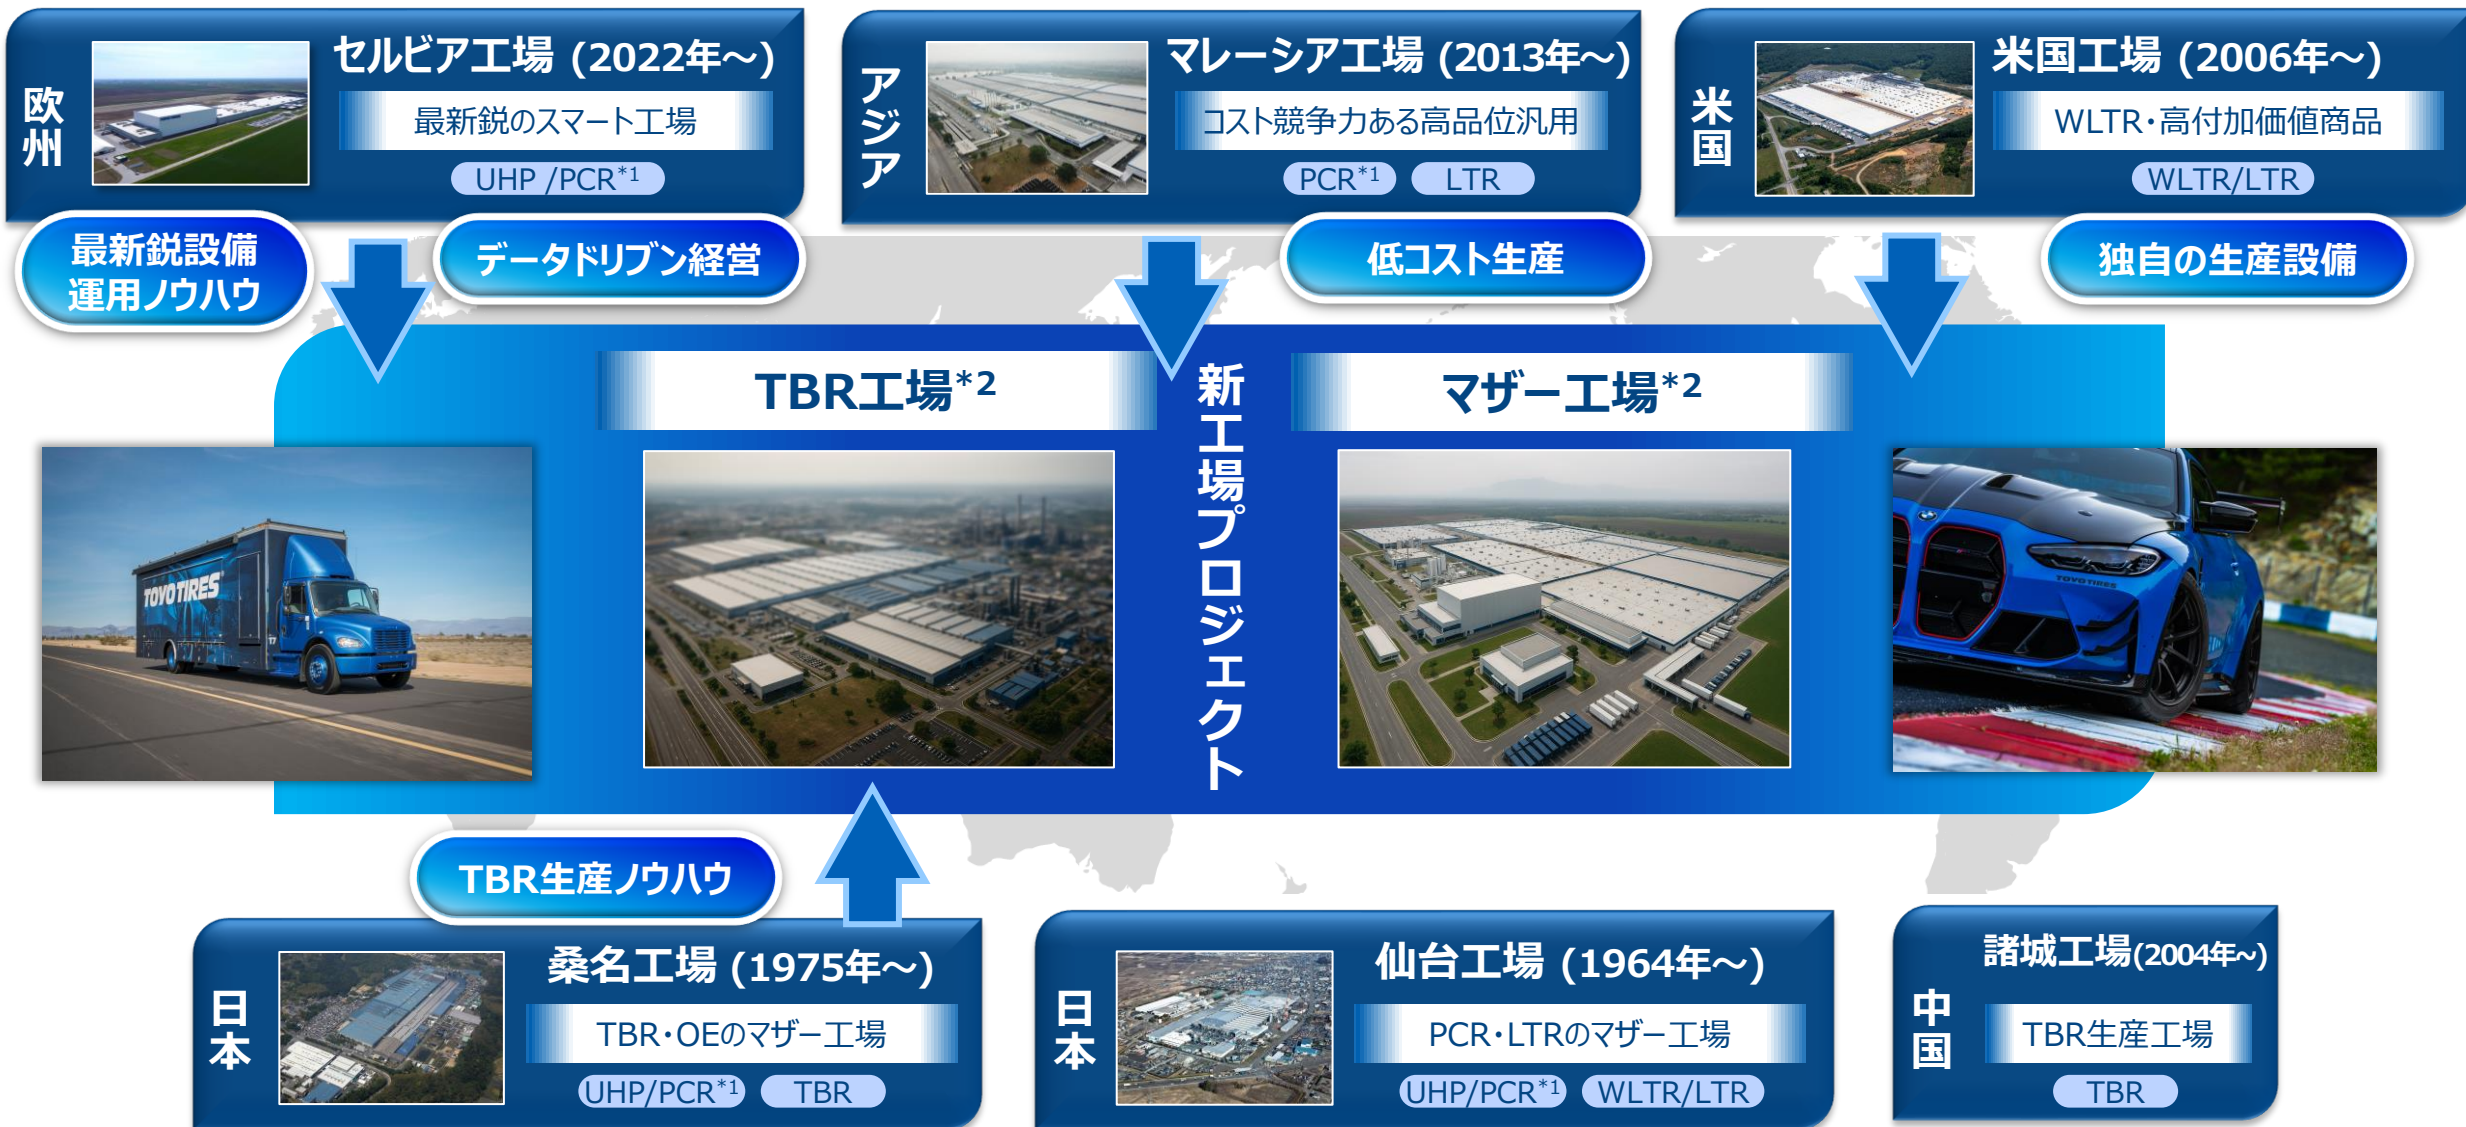 欧州
セルビア工場 (2022年～)
最新鋭のスマート工場
UHP /PCR*1
アジア
マレーシア工場 (2013年～)
コスト競争力ある高品位汎用
PCR*1
LTR
米国
米国工場 (2006年～)
WLTR・高付加価値商品
WLTR/LTR
最新鋭設備
運用ノウハウ
データドリブン経営
低コスト生産
独自の生産設備
TBR工場*2
新工場プロジェクト
マザー工場*2
TOYO TIRES
17
TOYO TIRES
TBR生産ノウハウ
日本
桑名工場 (1975年～)
TBR・OEのマザー工場
UHP/PCR*1
TBR
日本
仙台工場 (1964年～)
PCR・LTRのマザー工場
UHP/PCR*1
WLTR/LTR
中国
諸城工場(2004年～)
TBR生産工場
TBR